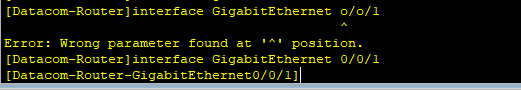 [Datacom-Router]interface GigabitEthernet o/o/1
^
Error: Wrong parameter found at '^' position.
[Datacom-Router]interface GigabitEthernet 0/0/1
[Datacom-Router-GigabitEthernet0/0/1]